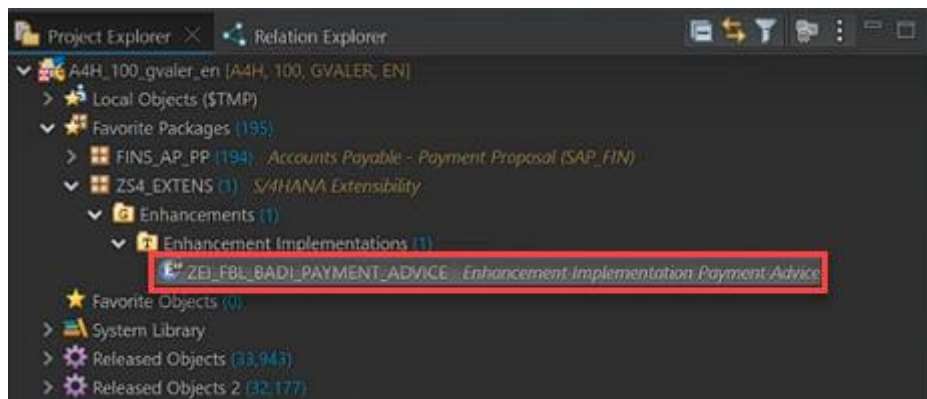 Project Explorer Relation Explorer
A4H_100_gvaler_en [A4H, 100, GVALER, EN]
Local Objects ($TMP)
Favorite Packages (195)
FINS_AP_PP (194) Accounts Payable - Payment Proposal (SAP_FIN)
ZS4_EXTENS (1) S/4HANA Extensibility
G Enhancements (1)
T Enhancement Implementations (1)
ZEI_FBL_BADI_PAYMENT_ADVICE Enhancement Implementation Payment Advice
Favorite Objects (0)
System Library
Released Objects (33,943)
Released Objects 2 (32,177)